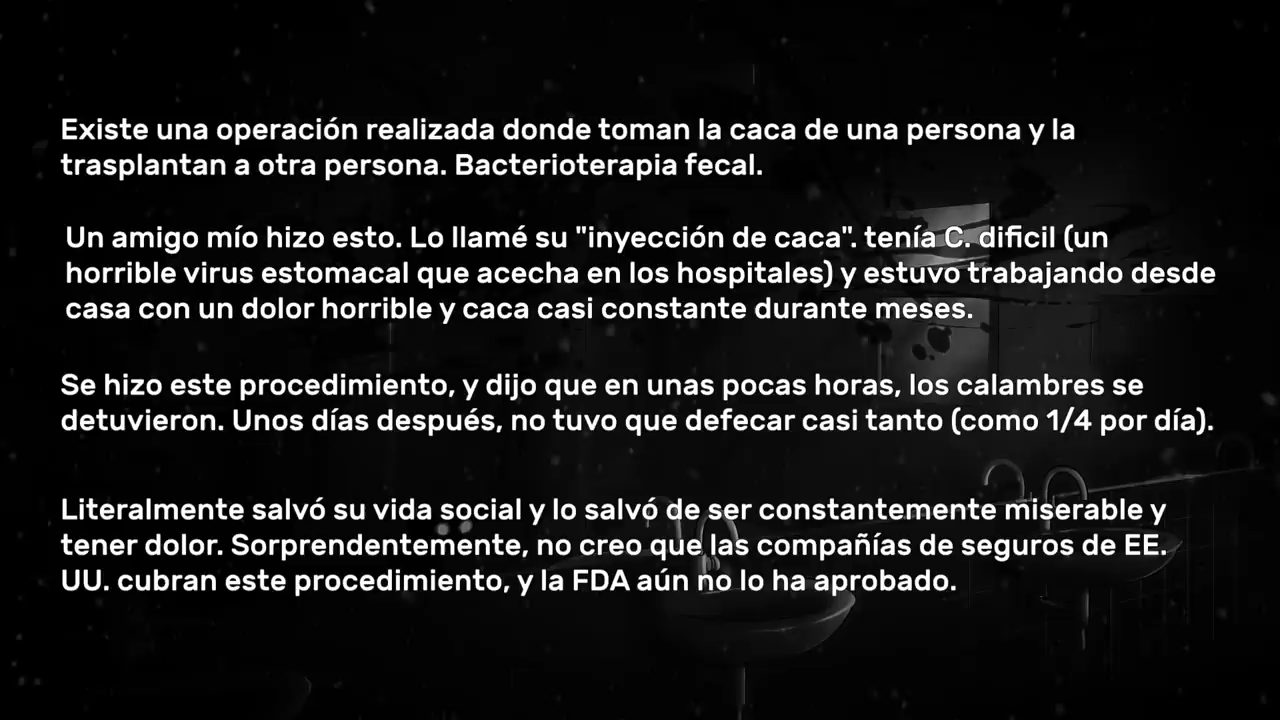 Existe una operación realizada donde toman la caca de una persona y la
trasplantan a otra persona. Bacterioterapia fecal.
Un amigo mío hizo esto. Lo llamé su "inyección de caca". tenía C. dificil (un
horrible virus estomacal que acecha en los hospitales) y estuvo trabajando desde
casa con un dolor horrible y caca casi constante durante meses.
Se hizo este procedimiento, y dijo que en unas pocas horas, los calambres se
detuvieron. Unos días después, no tuvo que defecar casi tanto (como 1/4 por día).
Literalmente salvó su vida social y lo salvó de ser constantemente miserable y
tener dolor. Sorprendentemente, no creo que las compañías de seguros de EE.
UU. cubran este procedimiento, y la FDA aún no lo ha aprobado.